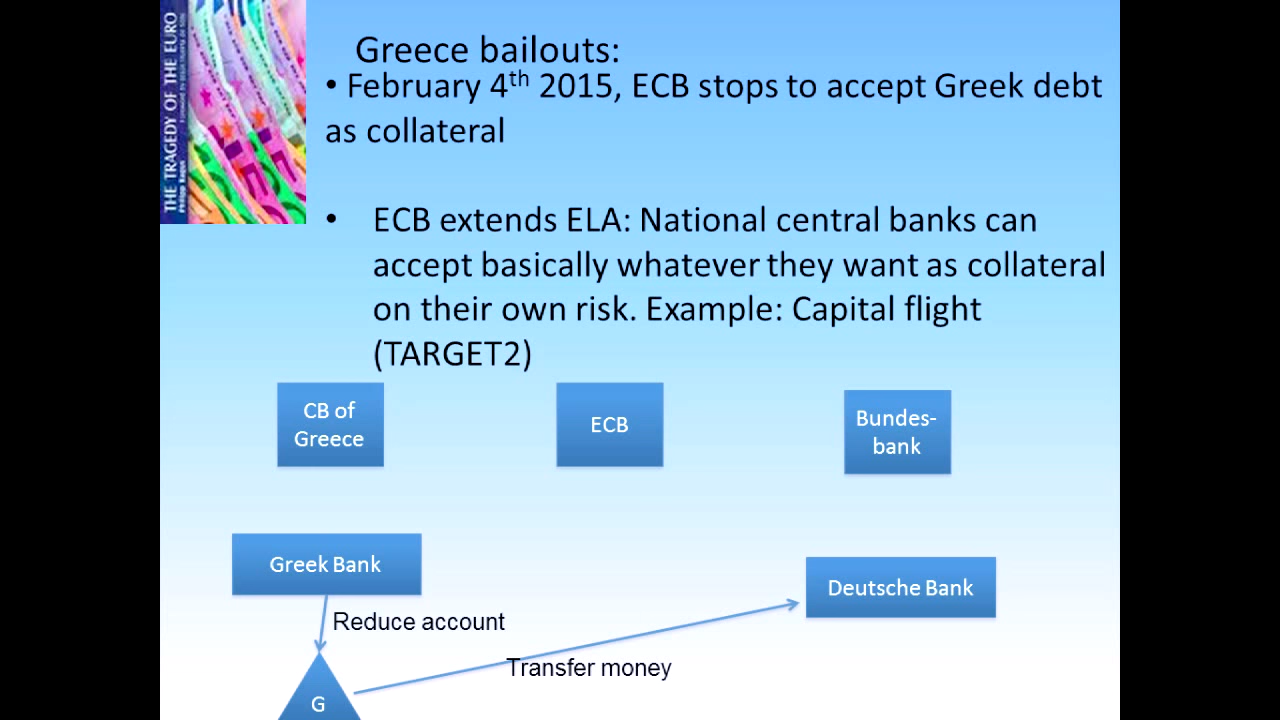 THE TRAGEDY OF THE EURO
Philipp Bagus
Greece bailouts:
• February 4th 2015, ECB stops to accept Greek debt
as collateral
• ECB extends ELA: National central banks can
accept basically whatever they want as collateral
on their own risk. Example: Capital flight
(TARGET2)
CB of
Greece
ECB
Bundes-
bank
Greek Bank
Deutsche Bank
Reduce account
Transfer money
G